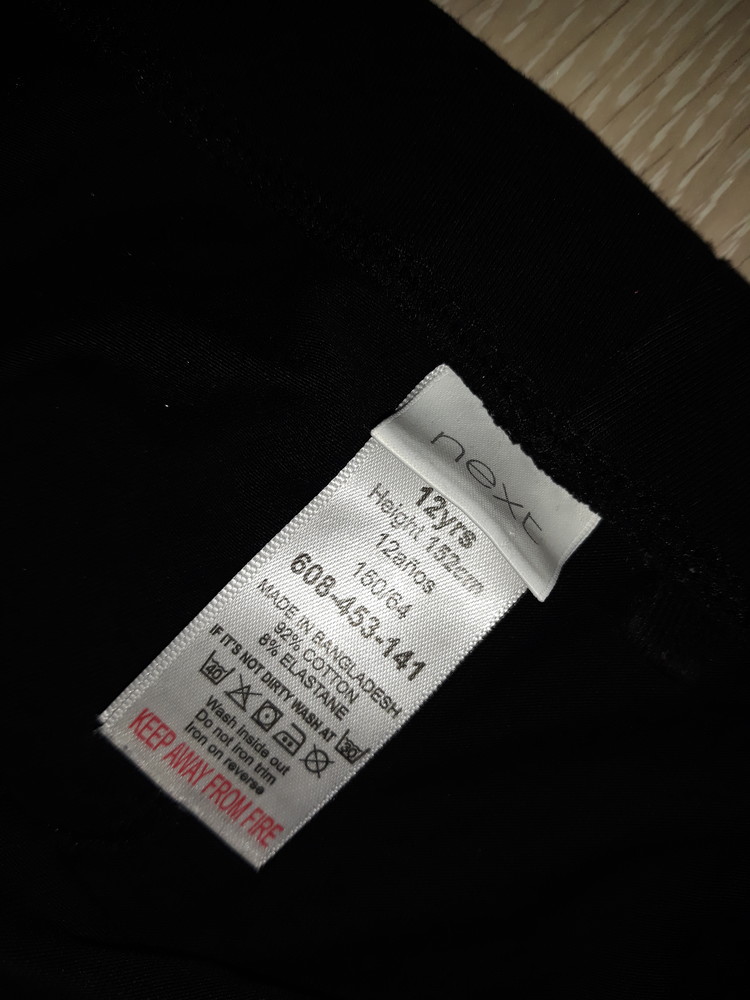 next
12yrs
Height 152cm
12años
150/64
608-453-141
MADE IN BANGLADESH
92% COTTON
8% ELASTANE
IF IT'S NOT DIRTY WASH AT 30
40
Wash inside out
Do not iron trim
Iron on reverse
KEEP AWAY FROM FIRE